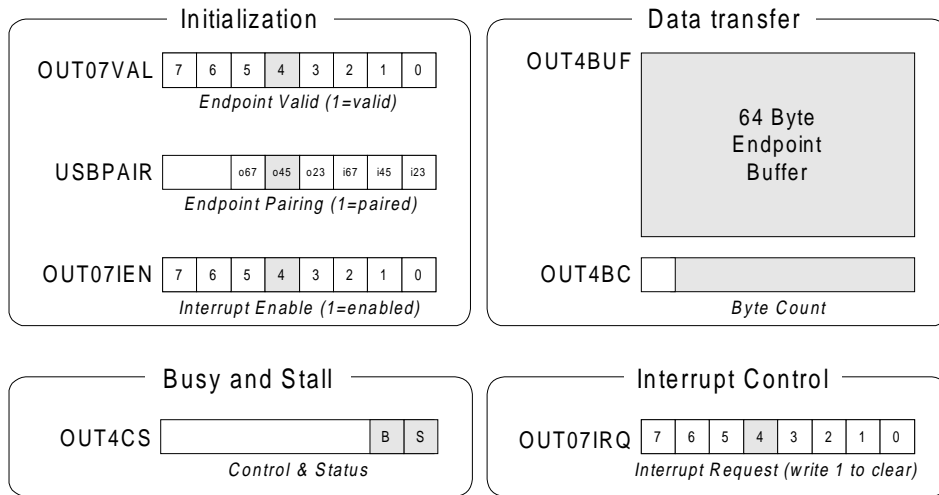 Initialization
OUT07VAL 7 6 5 4 3 2 1 0
Endpoint Valid (1=valid)
USBPAIR o67 o45 o23 i67 i45 i23
Endpoint Pairing (1=paired)
OUT07IEN 7 6 5 4 3 2 1 0
Interrupt Enable (1=enabled)
Data transfer
OUT4BUF
64 Byte
Endpoint
Buffer
OUT4BC
Byte Count
Busy and Stall
OUT4CS B S
Control & Status
Interrupt Control
OUT07IRQ 7 6 5 4 3 2 1 0
Interrupt Request (write 1 to clear)